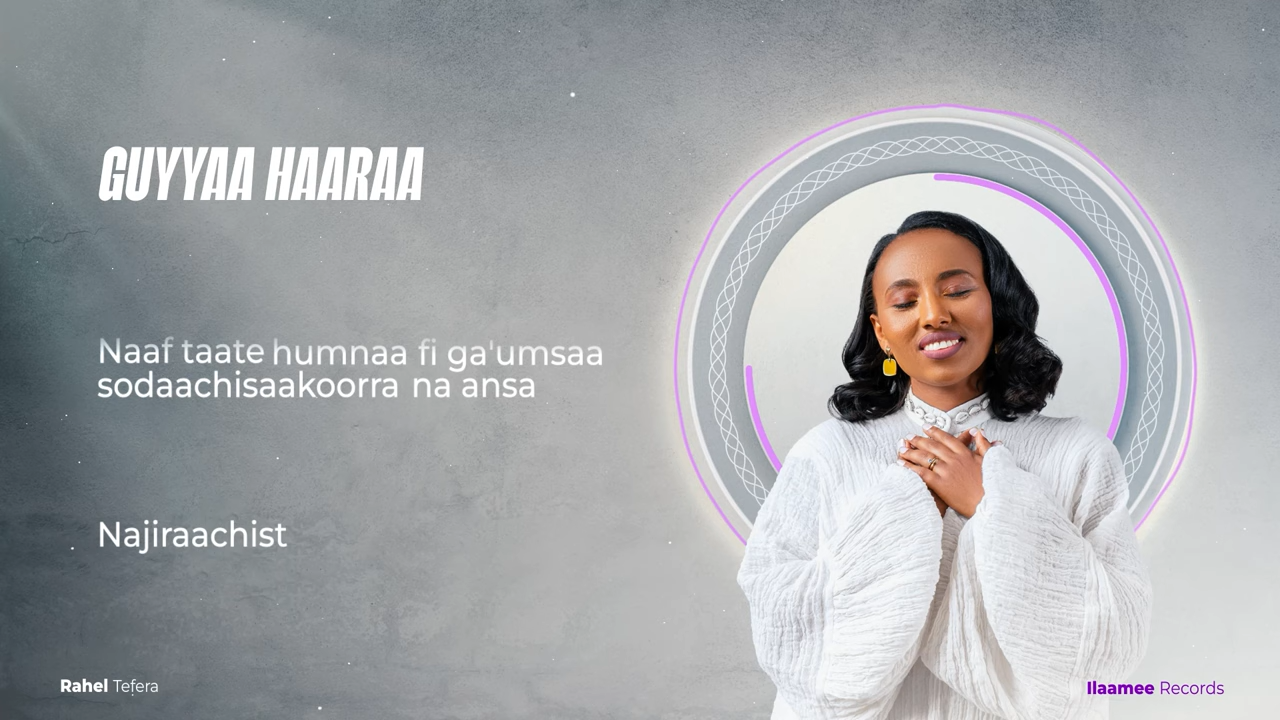 GUYYAA HAARAA
Naaf taate humnaa fi ga'umsaa
sodaachisaakoorra na ansa
Najiraachist
Rahel Tefera
Ilaamee Records